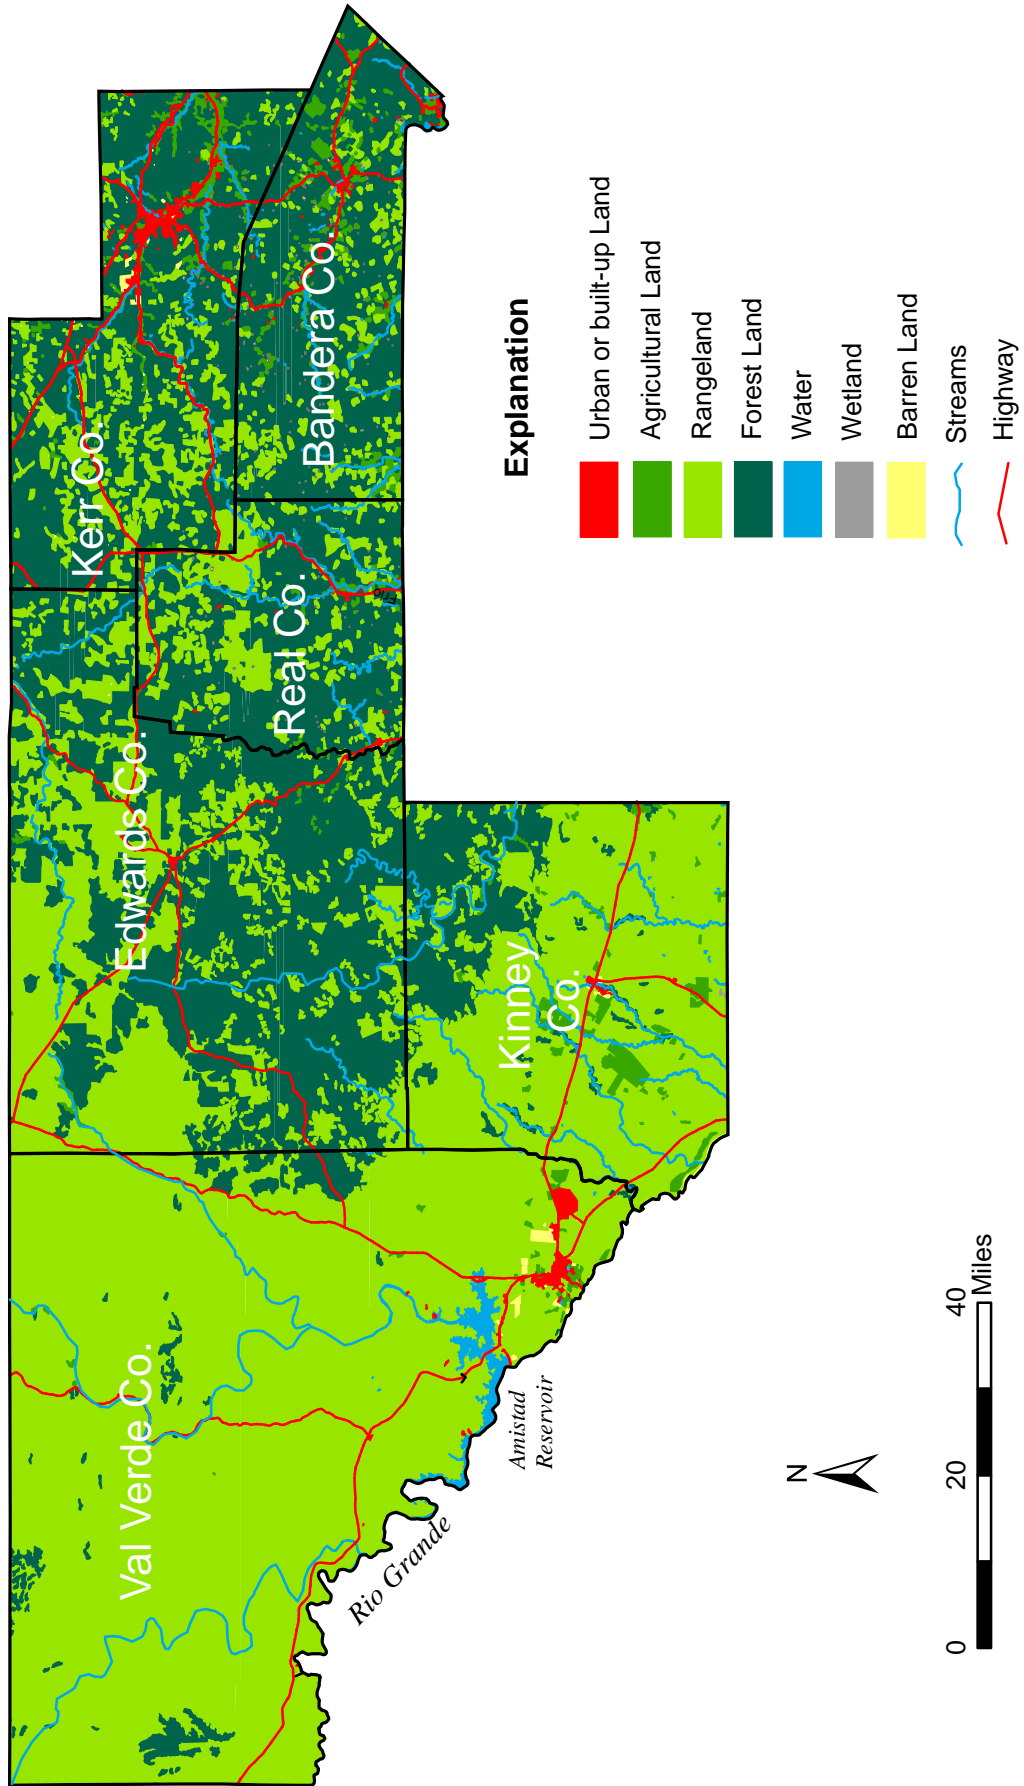 Kerr Co.
Bandera Co.
Real Co.
Edwards Co.
Kinney
Co.
Val Verde Co.
Frio
Amistad
Reservoir
Rio Grande
Explanation
Urban or built-up Land
Agricultural Land
Rangeland
Forest Land
Water
Wetland
Barren Land
Streams
Highway
N
0 20 40 Miles